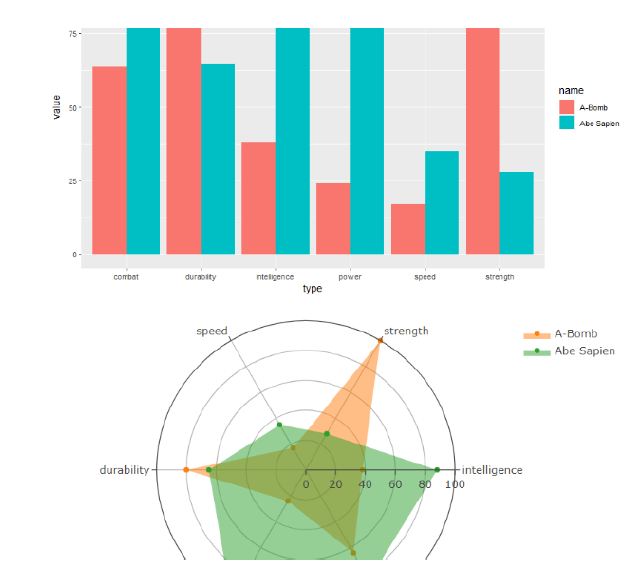 75
50
25
0
value
combat
durability
intelligence
power
speed
strength
type
name
A-Bomb
Abe Sapien
speed
strength
A-Bomb
Abe Sapien
durability
intelligence
0 20 40 60 80 100